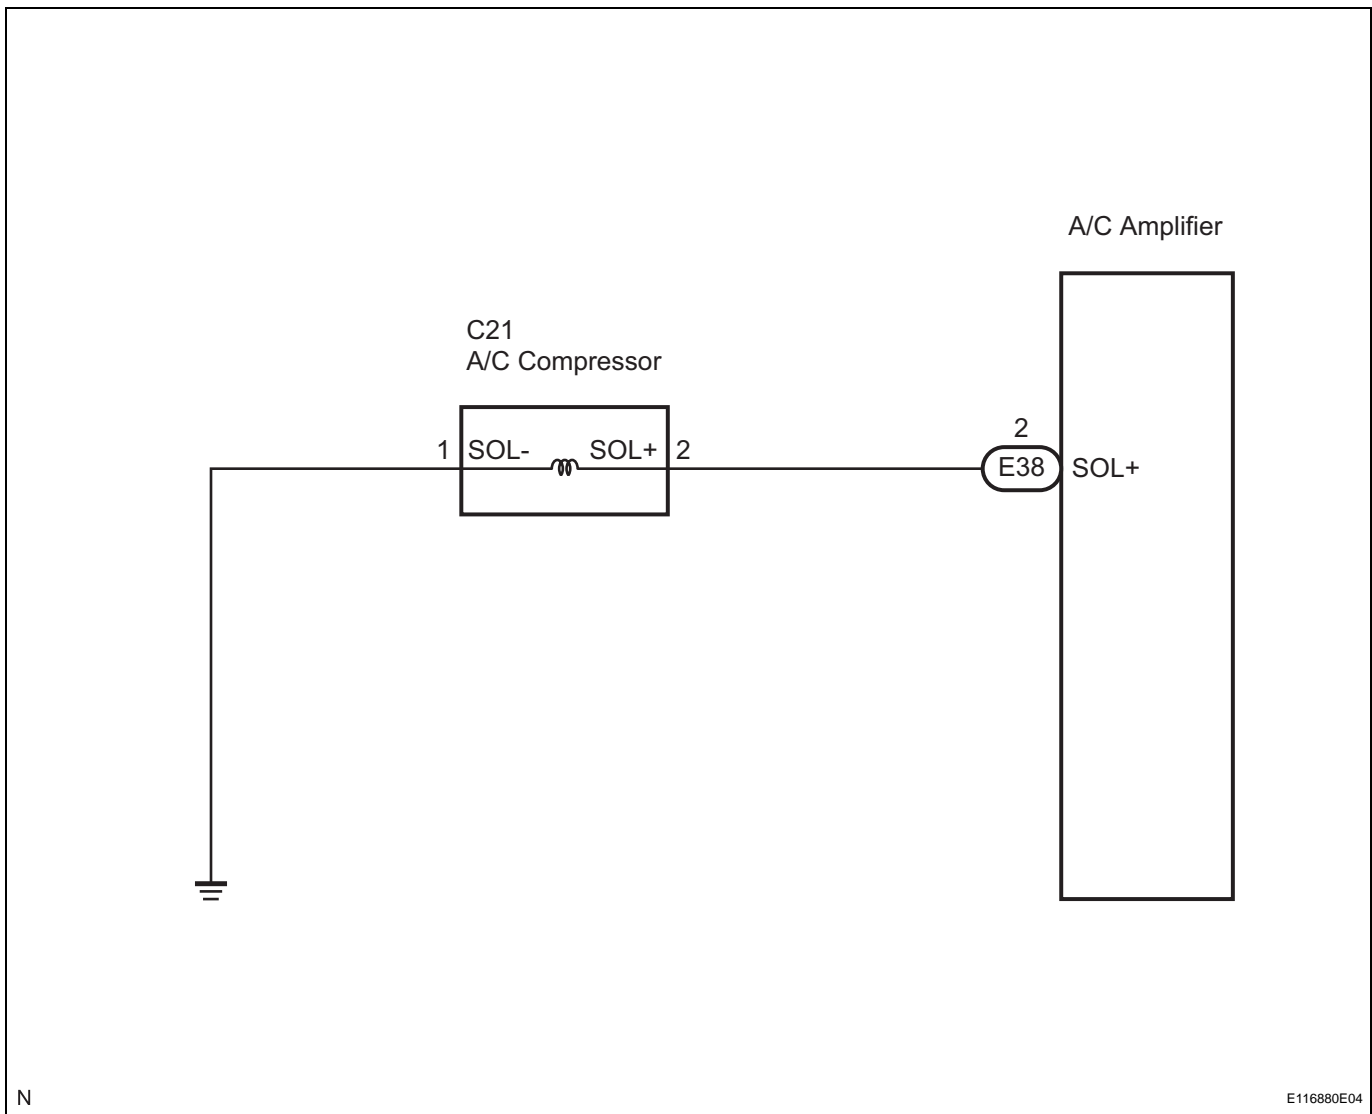 A/C Amplifier
C21
A/C Compressor
1 SOL- SOL+ 2
2
E38 SOL+
N
E116880E04